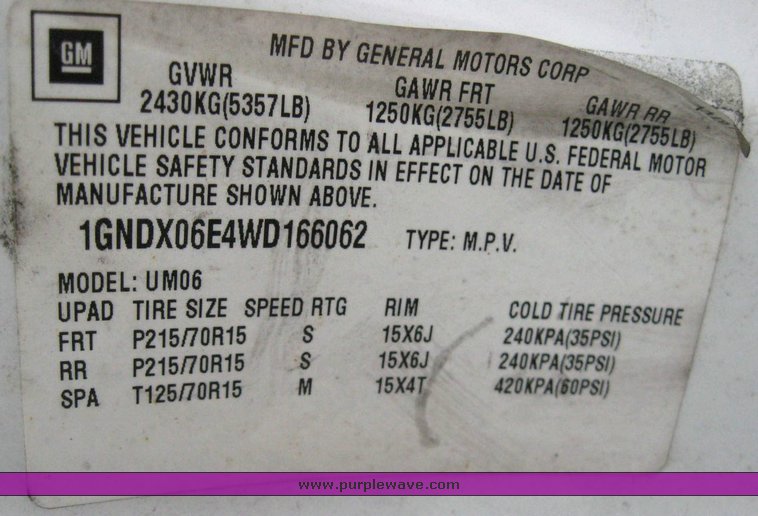 GM
MFD BY GENERAL MOTORS CORP
GVWR GAWR FRT GAWR RR
2430KG(5357LB) 1250KG(2755LB) 1250KG(2755LB)
THIS VEHICLE CONFORMS TO ALL APPLICABLE U.S. FEDERAL MOTOR
VEHICLE SAFETY STANDARDS IN EFFECT ON THE DATE OF
MANUFACTURE SHOWN ABOVE.
1GNDX06E4WD166062 TYPE: M.P.V.
MODEL: UM06
UPAD TIRE SIZE SPEED RTG RIM COLD TIRE PRESSURE
FRT P215/70R15 S 15X6J 240KPA(35PSI)
RR P215/70R15 S 15X6J 240KPA(35PSI)
SPA T125/70R15 M 15X4T 420KPA(60PSI)
www.purplewave.com